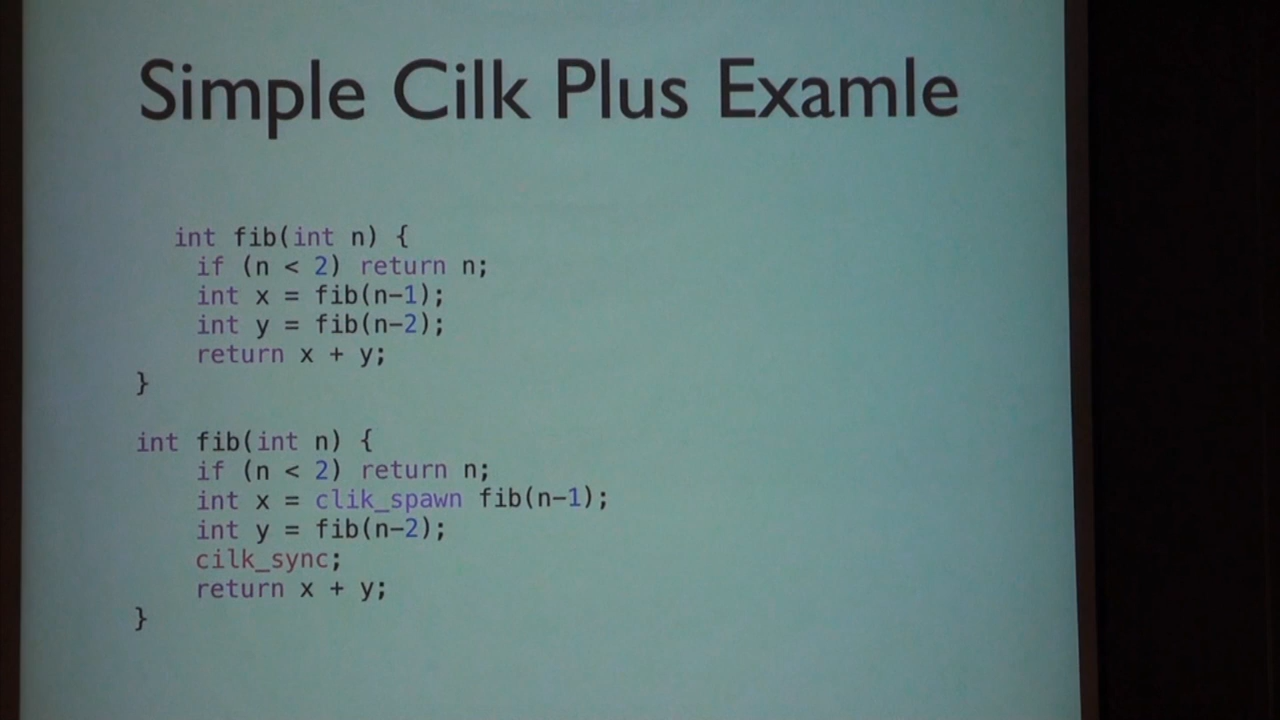 Simple Cilk Plus Examle
int fib(int n) {
if (n < 2) return n;
int x = fib(n-1);
int y = fib(n-2);
return x + y;
}
int fib(int n) {
if (n < 2) return n;
int x = clik_spawn fib(n-1);
int y = fib(n-2);
cilk_sync;
return x + y;
}